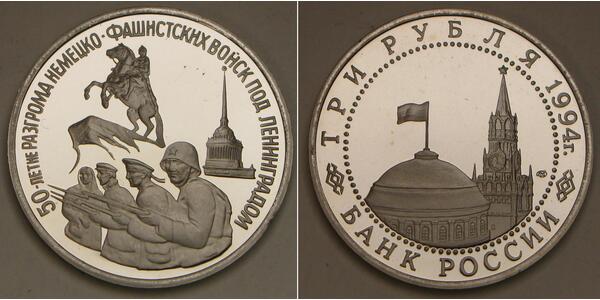 50-ЛЕТИЕ РАЗГРОМА НЕМЕЦКО-ФАШИСТСКИХ ВОЙСК ПОД ЛЕНИНГРАДОМ
ТРИ РУБЛЯ 1994г.
БАНК РОССИИ